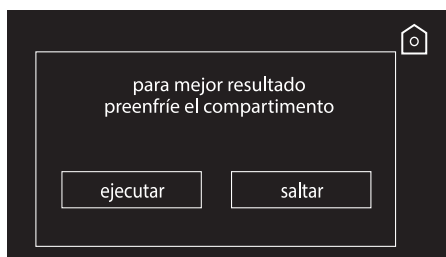 para mejor resultado
preenfríe el compartimento
ejecutar
saltar